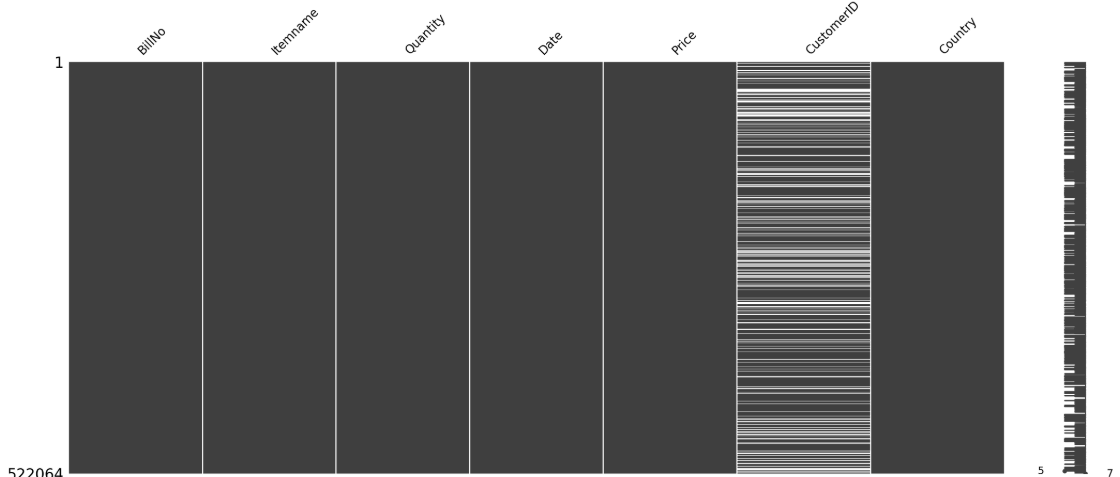 BillNo
Itemname
Quantity
Date
Price
CustomerID
Country
1
522064
5
7